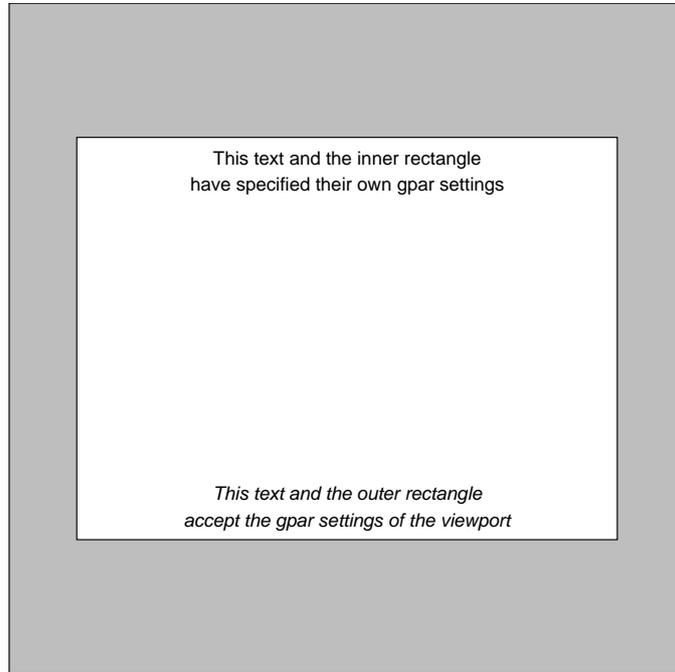 This text and the inner rectangle
have specified their own gpar settings
This text and the outer rectangle
accept the gpar settings of the viewport